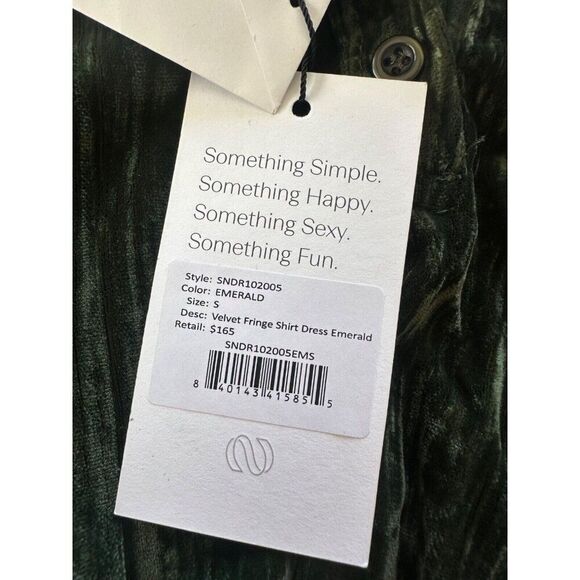 Something Simple.
Something Happy.
Something Sexy.
Something Fun.
Style: SNDR102005
Color: EMERALD
Size: S
Desc: Velvet Fringe Shirt Dress Emerald
Retail: $165
SNDR102005EMS
8 40143 41585 5